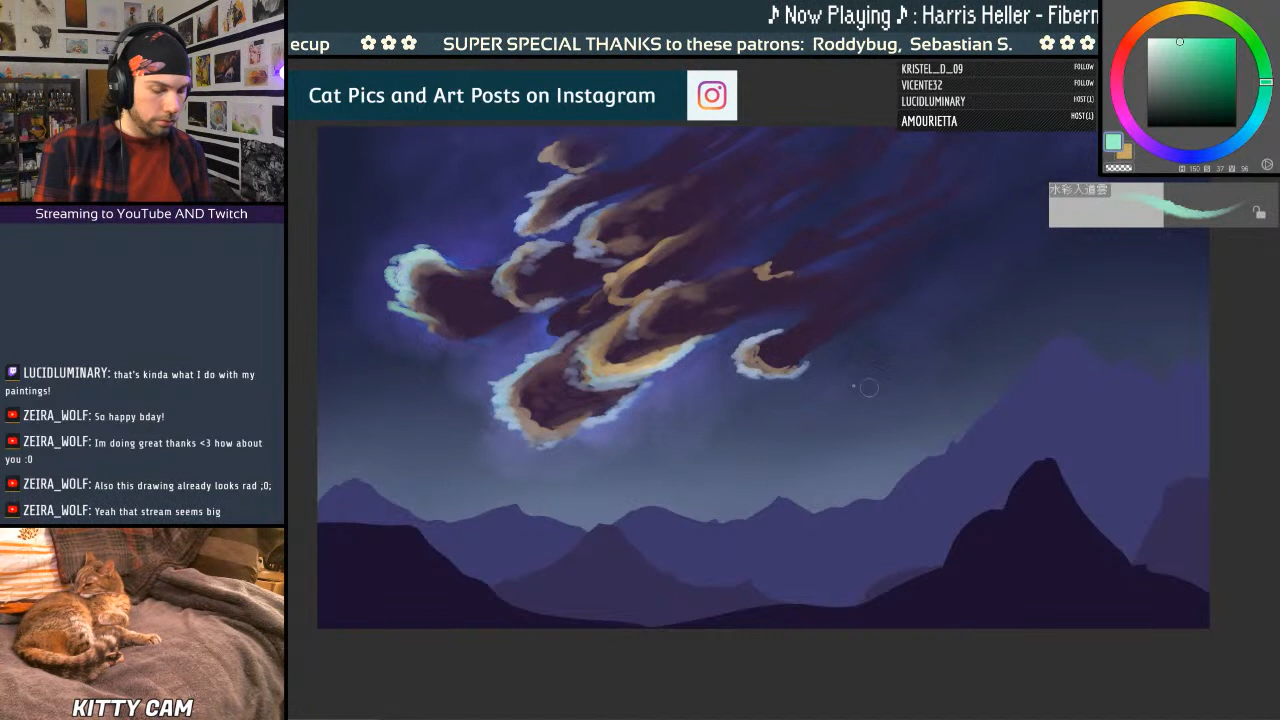 ♪ Now Playing ♪ : Harris Heller - Fiberm
ecup ✿ ✿ ✿ SUPER SPECIAL THANKS to these patrons: Roddybug, Sebastian S. ✿ ✿ ✿
Cat Pics and Art Posts on Instagram
KRISTEL_D_09 FOLLOW
VICENTE32 FOLLOW
LUCIDLUMINARY HOST(1)
AMOURIETTA HOST(1)
150 37 96
水彩入道雲
Streaming to YouTube AND Twitch
LUCIDLUMINARY: that's kinda what I do with my
paintings!
ZEIRA_WOLF: So happy bday!
ZEIRA_WOLF: Im doing great thanks <3 how about
you :0
ZEIRA_WOLF: Also this drawing already looks rad ;0;
ZEIRA_WOLF: Yeah that stream seems big
KITTY CAM